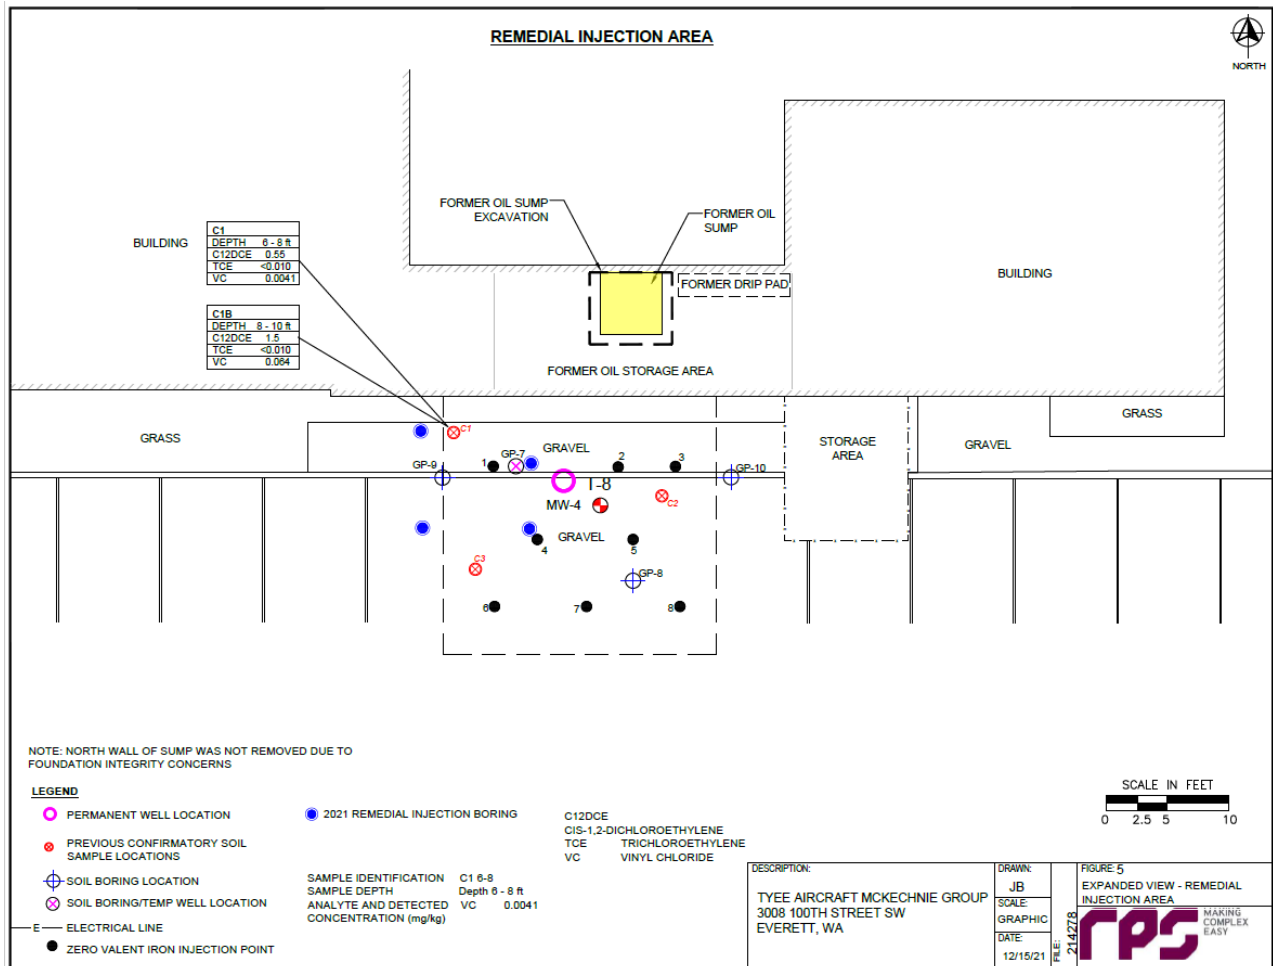 REMEDIAL INJECTION AREA
NORTH
FORMER OIL SUMP
EXCAVATION
FORMER OIL
SUMP
BUILDING
C1
DEPTH 6 - 8 ft
C12DCE 0.55
TCE <0.010
VC 0.0041
BUILDING
FORMER DRIP PAD
C1B
DEPTH 8 - 10 ft
C12DCE 1.5
TCE <0.010
VC 0.064
FORMER OIL STORAGE AREA
GRASS
GRASS
C1
GRAVEL
STORAGE
AREA
GRAVEL
GP-9
1
GP-7
2
3
GP-10
T-8
MW-4
C2
GRAVEL
4
5
C3
GP-8
6
7
8
NOTE: NORTH WALL OF SUMP WAS NOT REMOVED DUE TO
FOUNDATION INTEGRITY CONCERNS
LEGEND
PERMANENT WELL LOCATION
PREVIOUS CONFIRMATORY SOIL
SAMPLE LOCATIONS
SOIL BORING LOCATION
SOIL BORING/TEMP WELL LOCATION
E ELECTRICAL LINE
ZERO VALENT IRON INJECTION POINT
2021 REMEDIAL INJECTION BORING
SAMPLE IDENTIFICATION C1 6-8
SAMPLE DEPTH Depth 6 - 8 ft
ANALYTE AND DETECTED VC 0.0041
CONCENTRATION (mg/kg)
C12DCE
CIS-1,2-DICHLOROETHYLENE
TCE TRICHLOROETHYLENE
VC VINYL CHLORIDE
SCALE IN FEET
0 2.5 5 10
DESCRIPTION:
TYEE AIRCRAFT MCKECHNIE GROUP
3008 100TH STREET SW
EVERETT, WA
DRAWN:
JB
SCALE:
GRAPHIC
DATE:
12/15/21
FILE:
214278
FIGURE: 5
EXPANDED VIEW - REMEDIAL
INJECTION AREA
rps
MAKING
COMPLEX
EASY